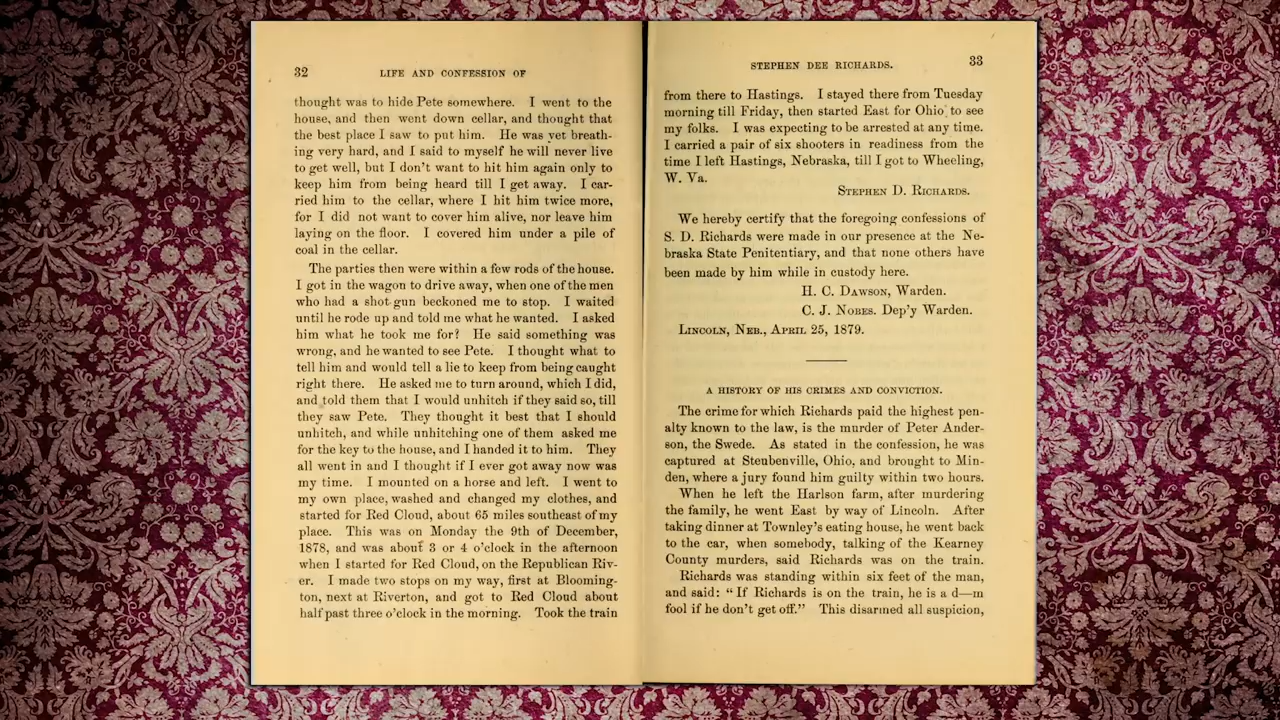 32 LIFE AND CONFESSION OF
thought was to hide Pete somewhere. I went to the
house, and then went down cellar, and thought that
the best place I saw to put him. He was yet breath-
ing very hard, and I said to myself he will never live
to get well, but I don't want to hit him again only to
keep him from being heard till I get away. I car-
ried him to the cellar, where I hit him twice more,
for I did not want to cover him alive, nor leave him
laying on the floor. I covered him under a pile of
coal in the cellar.
The parties then were within a few rods of the house.
I got in the wagon to drive away, when one of the men
who had a shot-gun beckoned me to stop. I waited
until he rode up and told me what he wanted. I asked
him what he took me for? He said something was
wrong, and he wanted to see Pete. I thought what to
tell him and would tell a lie to keep from being caught
right there. He asked me to turn around, which I did,
and told them that I would unhitch if they said so, till
they saw Pete. They thought it best that I should
unhitch, and while unhitching one of them asked me
for the key to the house, and I handed it to him. They
all went in and I thought if I ever got away now was
my time. I mounted on a horse and left. I went to
my own place, washed and changed my clothes, and
started for Red Cloud, about 65 miles southeast of my
place. This was on Monday the 9th of December,
1878, and was about 3 or 4 o'clock in the afternoon
when I started for Red Cloud, on the Republican Riv-
er. I made two stops on my way, first at Blooming-
ton, next at Riverton, and got to Red Cloud about
half past three o'clock in the morning. Took the train
STEPHEN DEE RICHARDS. 33
from there to Hastings. I stayed there from Tuesday
morning till Friday, then started East for Ohio to see
my folks. I was expecting to be arrested at any time.
I carried a pair of six shooters in readiness from the
time I left Hastings, Nebraska, till I got to Wheeling,
W. Va.
STEPHEN D. RICHARDS.
We hereby certify that the foregoing confessions of
S. D. Richards were made in our presence at the Ne-
braska State Penitentiary, and that none others have
been made by him while in custody here.
H. C. DAWSON, Warden.
C. J. NOBES. Dep'y Warden.
LINCOLN, NEB., APRIL 25, 1879.
A HISTORY OF HIS CRIMES AND CONVICTION.
The crime for which Richards paid the highest pen-
alty known to the law, is the murder of Peter Ander-
son, the Swede. As stated in the confession, he was
captured at Steubenville, Ohio, and brought to Min-
den, where a jury found him guilty within two hours.
When he left the Harlson farm, after murdering
the family, he went East by way of Lincoln. After
taking dinner at Townley's eating house, he went back
to the car, when somebody, talking of the Kearney
County murders, said Richards was on the train.
Richards was standing within six feet of the man,
and said: "If Richards is on the train, he is a d—m
fool if he don't get off." This disarmed all suspicion,